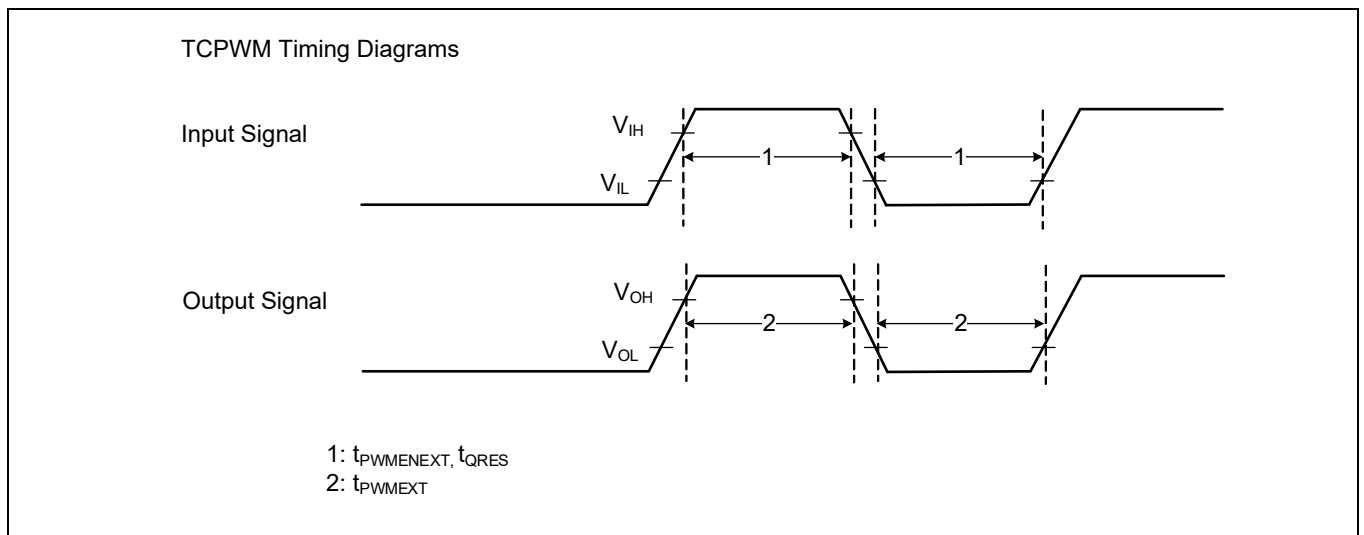 TCPWM Timing Diagrams
Input Signal
VIH
VIL
1
1
Output Signal
VOH
VOL
2
2
1: tPWMENEXT, tQRES
2: tPWMEXT